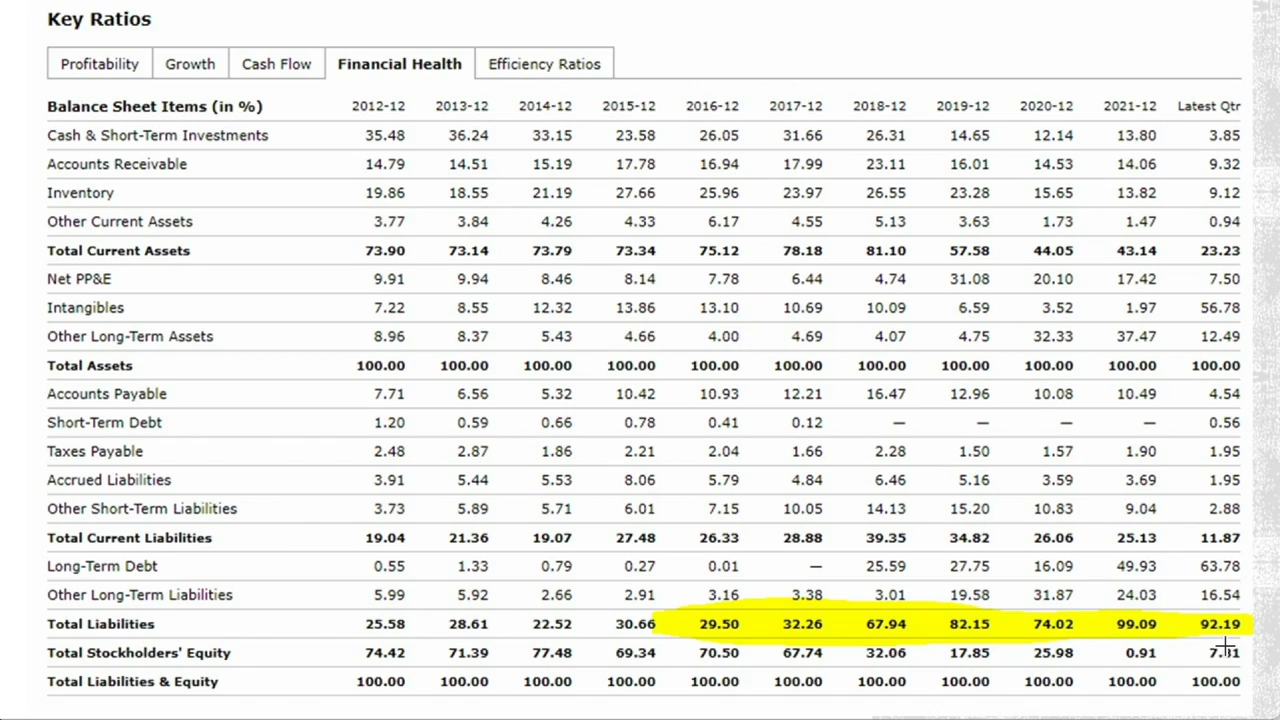 Key Ratios
Profitability Growth Cash Flow Financial Health Efficiency Ratios
Balance Sheet Items (in %) 2012-12 2013-12 2014-12 2015-12 2016-12 2017-12 2018-12 2019-12 2020-12 2021-12 Latest Qtr
Cash & Short-Term Investments 35.48 36.24 33.15 23.58 26.05 31.66 26.31 14.65 12.14 13.80 3.85
Accounts Receivable 14.79 14.51 15.19 17.78 16.94 17.99 23.11 16.01 14.53 14.06 9.32
Inventory 19.86 18.55 21.19 27.66 25.96 23.97 26.55 23.28 15.65 13.82 9.12
Other Current Assets 3.77 3.84 4.26 4.33 6.17 4.55 5.13 3.63 1.73 1.47 0.94
Total Current Assets 73.90 73.14 73.79 73.34 75.12 78.18 81.10 57.58 44.05 43.14 23.23
Net PP&E 9.91 9.94 8.46 8.14 7.78 6.44 4.74 31.08 20.10 17.42 7.50
Intangibles 7.22 8.55 12.32 13.86 13.10 10.69 10.09 6.59 3.52 1.97 56.78
Other Long-Term Assets 8.96 8.37 5.43 4.66 4.00 4.69 4.07 4.75 32.33 37.47 12.49
Total Assets 100.00 100.00 100.00 100.00 100.00 100.00 100.00 100.00 100.00 100.00 100.00
Accounts Payable 7.71 6.56 5.32 10.42 10.93 12.21 16.47 12.96 10.08 10.49 4.54
Short-Term Debt 1.20 0.59 0.66 0.78 0.41 0.12 — — — — 0.56
Taxes Payable 2.48 2.87 1.86 2.21 2.04 1.66 2.28 1.50 1.57 1.90 1.95
Accrued Liabilities 3.91 5.44 5.53 8.06 5.79 4.84 6.46 5.16 3.59 3.69 1.95
Other Short-Term Liabilities 3.73 5.89 5.71 6.01 7.15 10.05 14.13 15.20 10.83 9.04 2.88
Total Current Liabilities 19.04 21.36 19.07 27.48 26.33 28.88 39.35 34.82 26.06 25.13 11.87
Long-Term Debt 0.55 1.33 0.79 0.27 0.01 — 25.59 27.75 16.09 49.93 63.78
Other Long-Term Liabilities 5.99 5.92 2.66 2.91 3.16 3.38 3.01 19.58 31.87 24.03 16.54
Total Liabilities 25.58 28.61 22.52 30.66 29.50 32.26 67.94 82.15 74.02 99.09 92.19
Total Stockholders' Equity 74.42 71.39 77.48 69.34 70.50 67.74 32.06 17.85 25.98 0.91
Total Liabilities & Equity 100.00 100.00 100.00 100.00 100.00 100.00 100.00 100.00 100.00 100.00 100.00